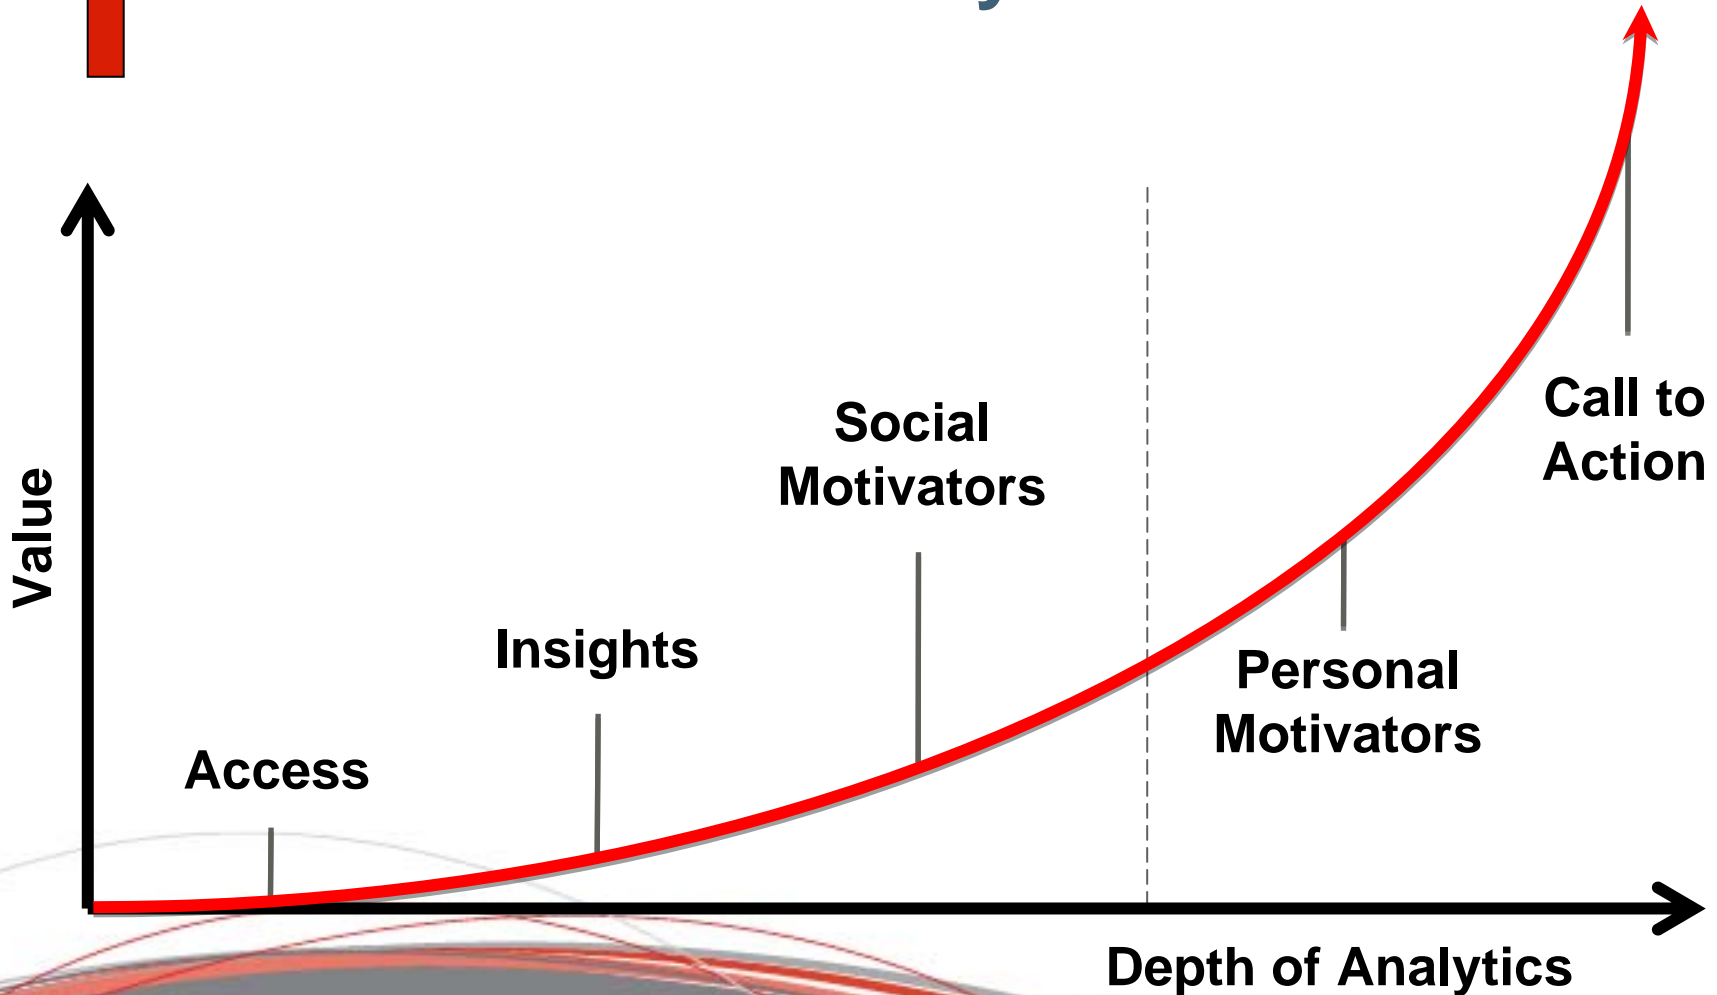 Call to
Action
Social
Motivators
Value
Insights
Personal
Motivators
Access
Depth of Analytics